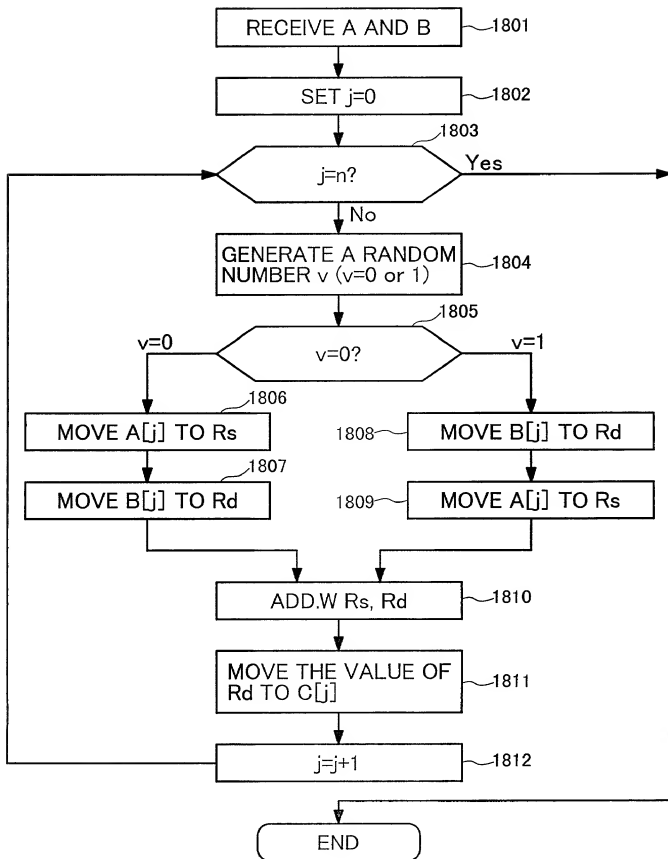 RECEIVE A AND B
1801
SET j=0
1802
1803
j=n?
Yes
No
GENERATE A RANDOM
NUMBER v (v=0 or 1)
1804
1805
v=0
v=0?
v=1
1806
MOVE A[j] TO Rs
1808
MOVE B[j] TO Rd
1807
MOVE B[j] TO Rd
1809
MOVE A[j] TO Rs
ADD.W Rs, Rd
1810
MOVE THE VALUE OF
Rd TO C[j]
1811
j=j+1
1812
END